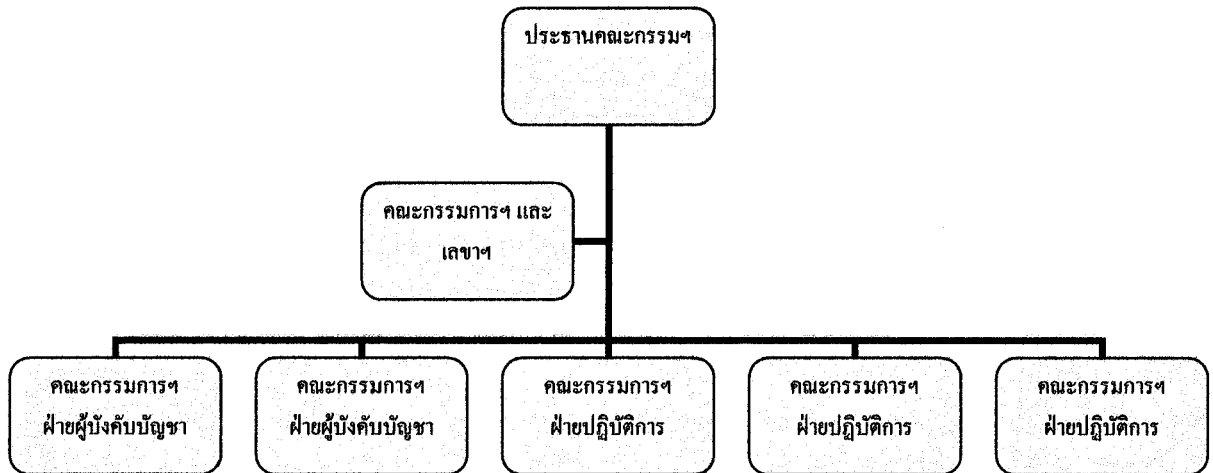 ประธานคณะกรรมฯ
คณะกรรมการฯ และ
เลขาฯ
คณะกรรมการฯ
ฝ่ายผู้บังคับบัญชา
คณะกรรมการฯ
ฝ่ายผู้บังคับบัญชา
คณะกรรมการฯ
ฝ่ายปฏิบัติการ
คณะกรรมการฯ
ฝ่ายปฏิบัติการ
คณะกรรมการฯ
ฝ่ายปฏิบัติการ